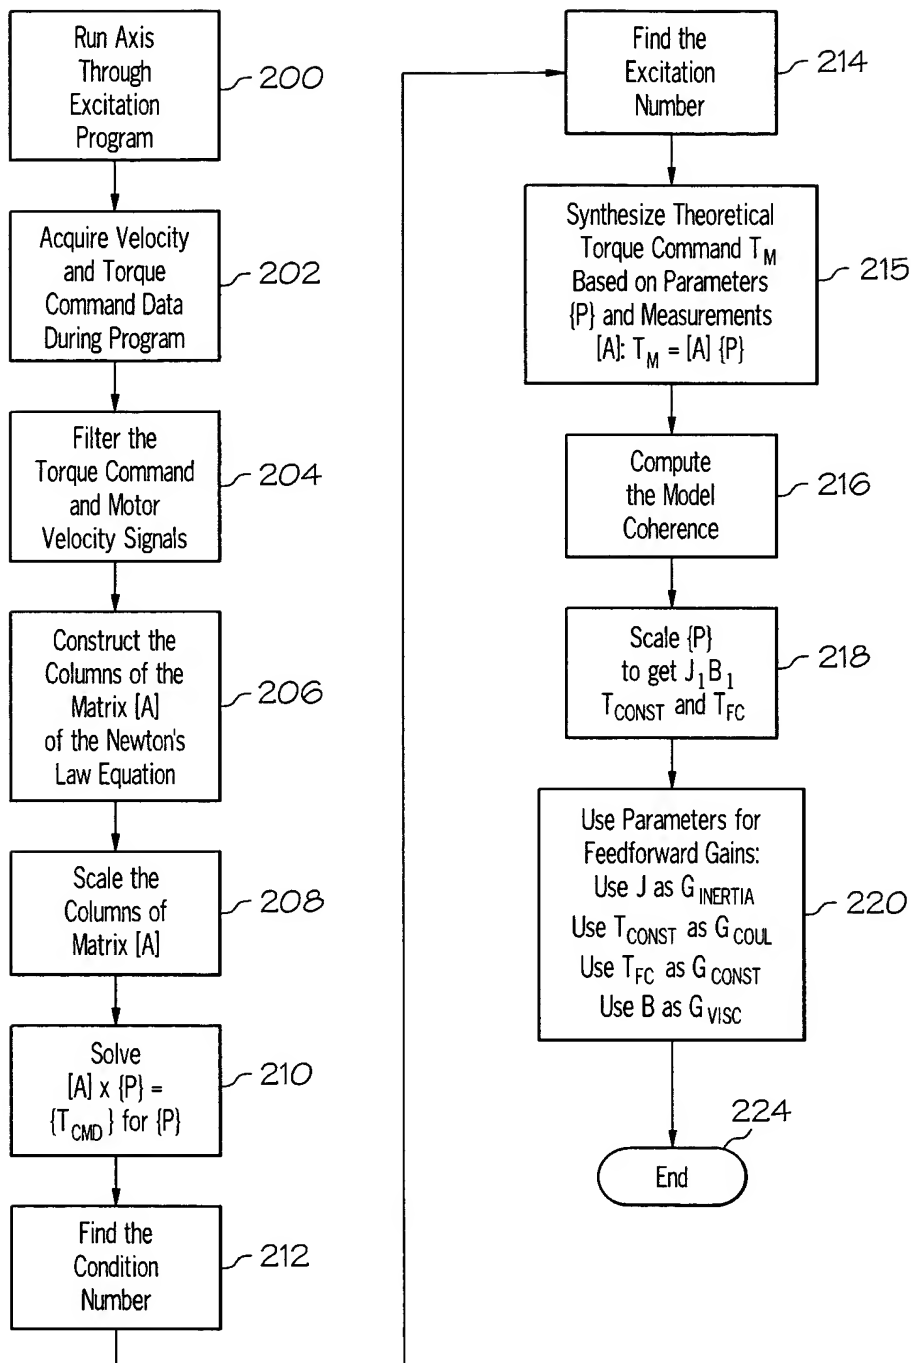 Run Axis
Through
Excitation
Program
200
Acquire Velocity
and Torque
Command Data
During Program
202
Filter the
Torque Command
and Motor
Velocity Signals
204
Construct the
Columns of the
Matrix [A]
of the Newton's
Law Equation
206
Scale the
Columns of
Matrix [A]
208
Solve
[A] x {P} =
{T_CMD} for {P}
210
Find the
Condition
Number
212
Find the
Excitation
Number
214
Synthesize Theoretical
Torque Command T_M
Based on Parameters
{P} and Measurements
[A]: T_M = [A] {P}
215
Compute
the Model
Coherence
216
Scale {P}
to get J_1 B_1
T_CONST and T_FC
218
Use Parameters for
Feedforward Gains:
Use J as G_INERTIA
Use T_CONST as G_COUL
Use T_FC as G_CONST
Use B as G_VISC
220
224
End